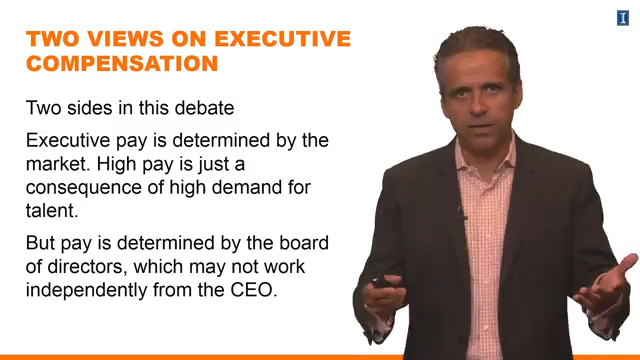 TWO VIEWS ON EXECUTIVE
COMPENSATION
Two sides in this debate
Executive pay is determined by the
market. High pay is just a
consequence of high demand for
talent.
But pay is determined by the board
of directors, which may not work
independently from the CEO.
I